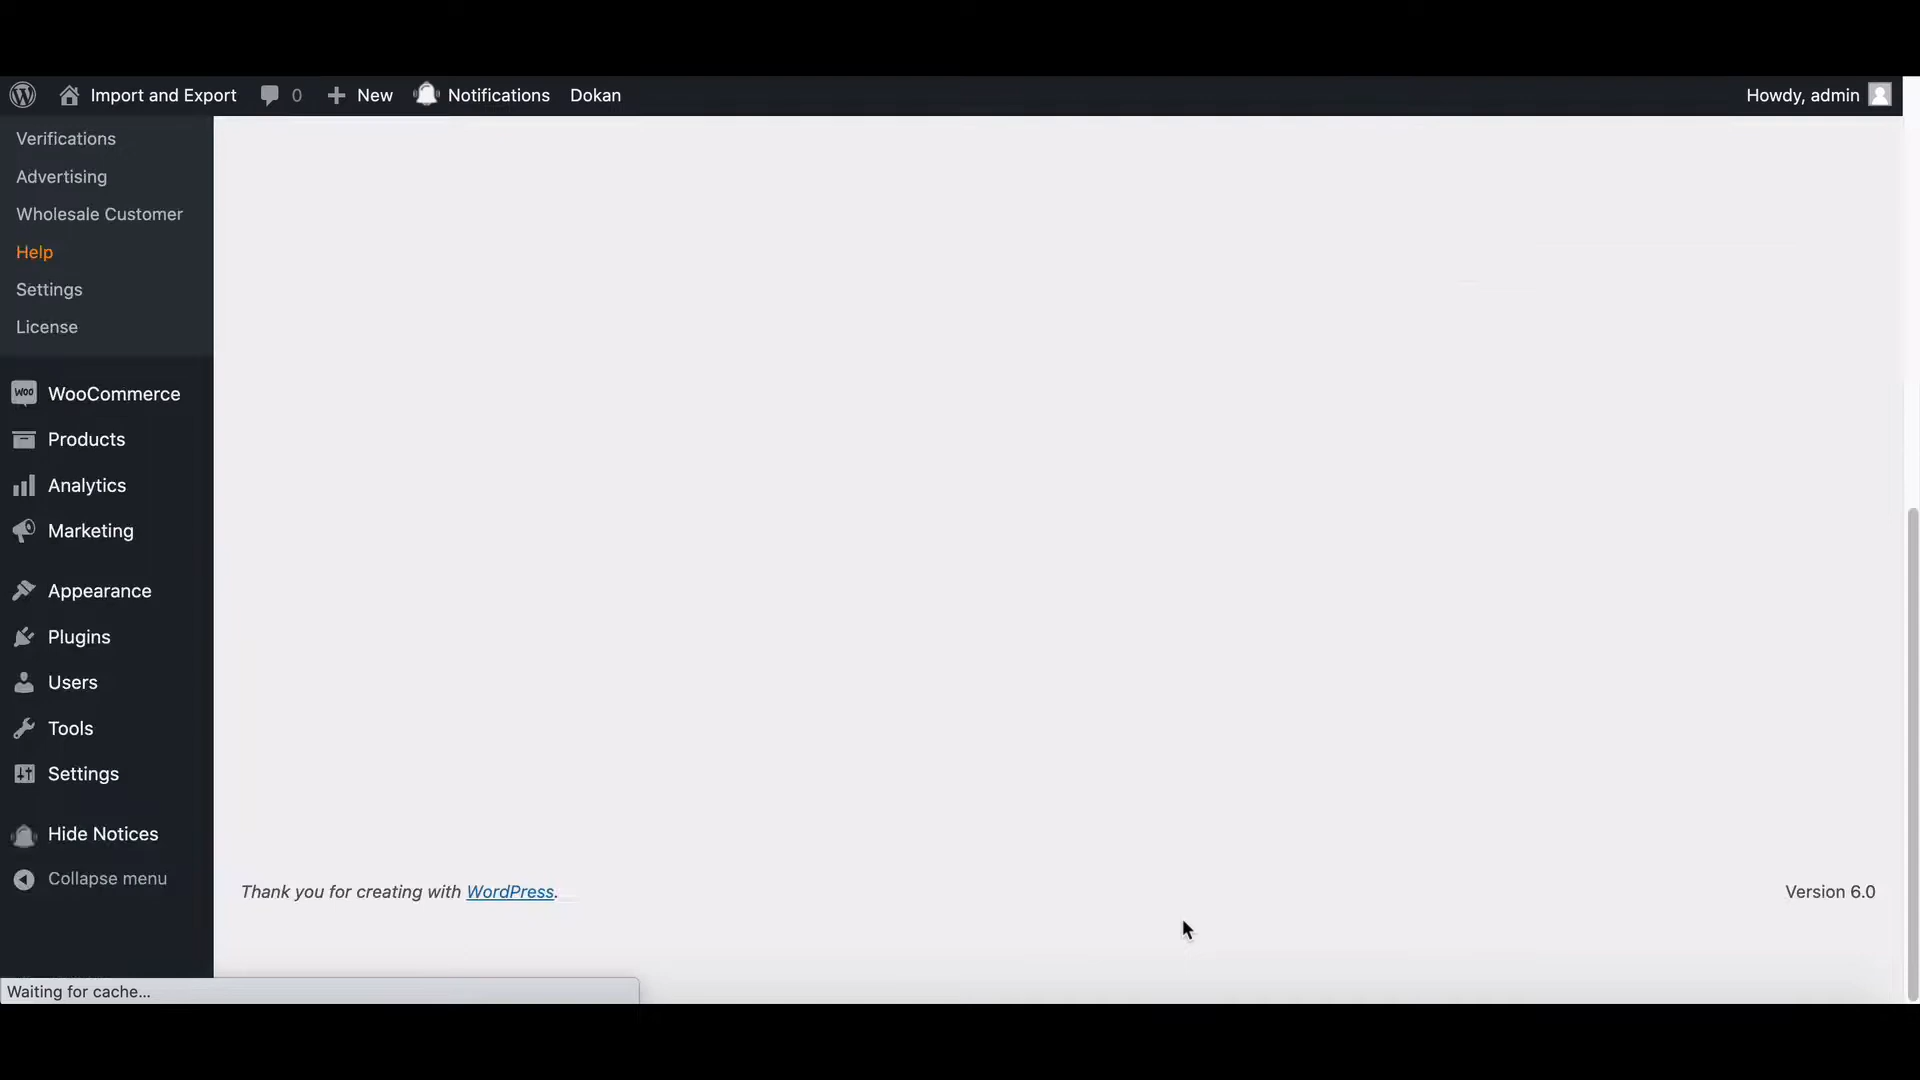 Import and Export 0 New Notifications Dokan Howdy, admin
Verifications
Advertising
Wholesale Customer
Help
Settings
License
WOO WooCommerce
Products
Analytics
Marketing
Appearance
Plugins
Users
Tools
Settings
Hide Notices
Collapse menu
Thank you for creating with WordPress. Version 6.0
Waiting for cache...